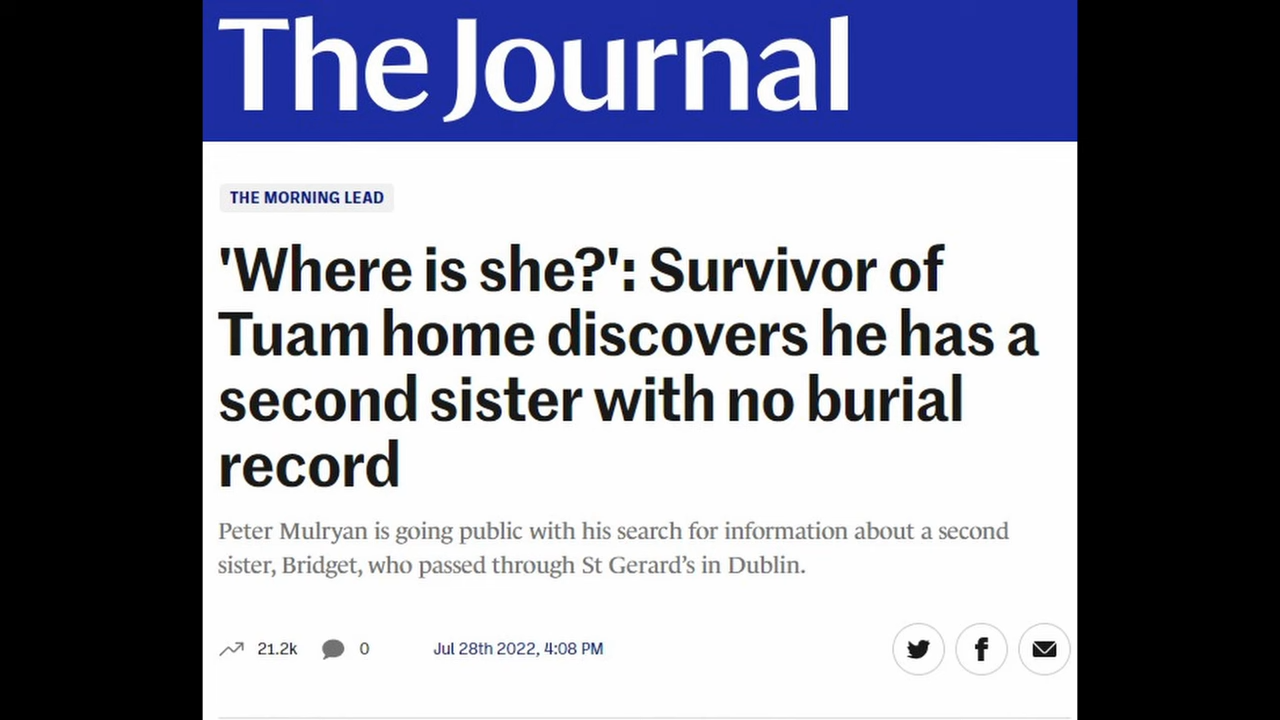 The Journal
THE MORNING LEAD
'Where is she?': Survivor of
Tuam home discovers he has a
second sister with no burial
record
Peter Mulryan is going public with his search for information about a second
sister, Bridget, who passed through St Gerard’s in Dublin.
21.2k 0 Jul 28th 2022, 4:08 PM